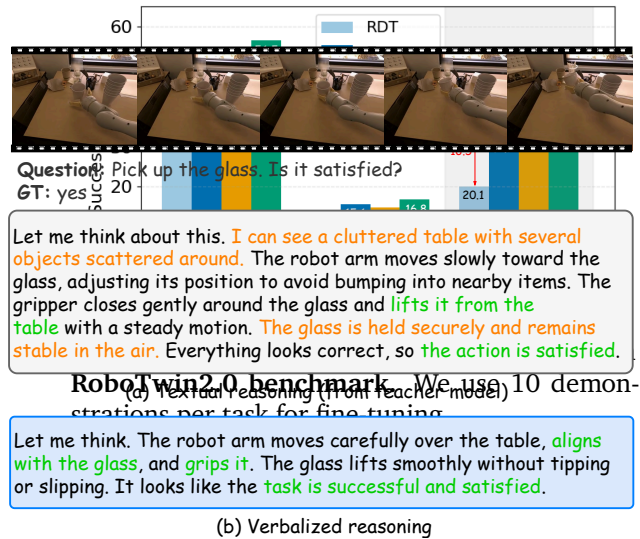 60
RDT
Success
Question: Pick up the glass. Is it satisfied?
GT: yes
20
20.1
16.8
Let me think about this. I can see a cluttered table with several
objects scattered around. The robot arm moves slowly toward the
glass, adjusting its position to avoid bumping into nearby items. The
gripper closes gently around the glass and lifts it from the
table with a steady motion. The glass is held securely and remains
stable in the air. Everything looks correct, so the action is satisfied.
RoboTwin2.0 benchmark. We use 10 demon-
(a) Textual reasoning (from teacher model)
strations per task for fine-tuning.
Let me think. The robot arm moves carefully over the table, aligns
with the glass, and grips it. The glass lifts smoothly without tipping
or slipping. It looks like the task is successful and satisfied.
(b) Verbalized reasoning